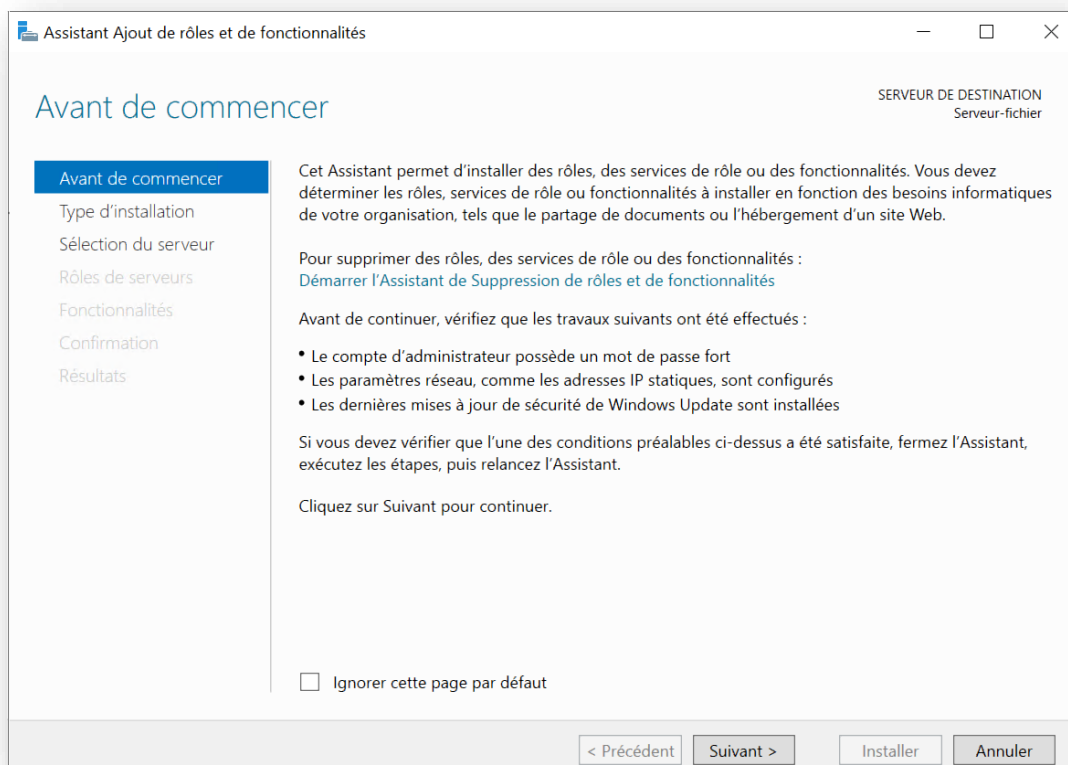 Assistant Ajout de rôles et de fonctionnalités
Avant de commencer
SERVEUR DE DESTINATION
Serveur-fichier
Avant de commencer
Type d’installation
Sélection du serveur
Rôles de serveurs
Fonctionnalités
Confirmation
Résultats
Cet Assistant permet d’installer des rôles, des services de rôle ou des fonctionnalités. Vous devez
déterminer les rôles, services de rôle ou fonctionnalités à installer en fonction des besoins informatiques
de votre organisation, tels que le partage de documents ou l’hébergement d’un site Web.
Pour supprimer des rôles, des services de rôle ou des fonctionnalités :
Démarrer l’Assistant de Suppression de rôles et de fonctionnalités
Avant de continuer, vérifiez que les travaux suivants ont été effectués :
• Le compte d’administrateur possède un mot de passe fort
• Les paramètres réseau, comme les adresses IP statiques, sont configurés
• Les dernières mises à jour de sécurité de Windows Update sont installées
Si vous devez vérifier que l’une des conditions préalables ci-dessus a été satisfaite, fermez l’Assistant,
exécutez les étapes, puis relancez l’Assistant.
Cliquez sur Suivant pour continuer.
Ignorer cette page par défaut
< Précédent
Suivant >
Installer
Annuler